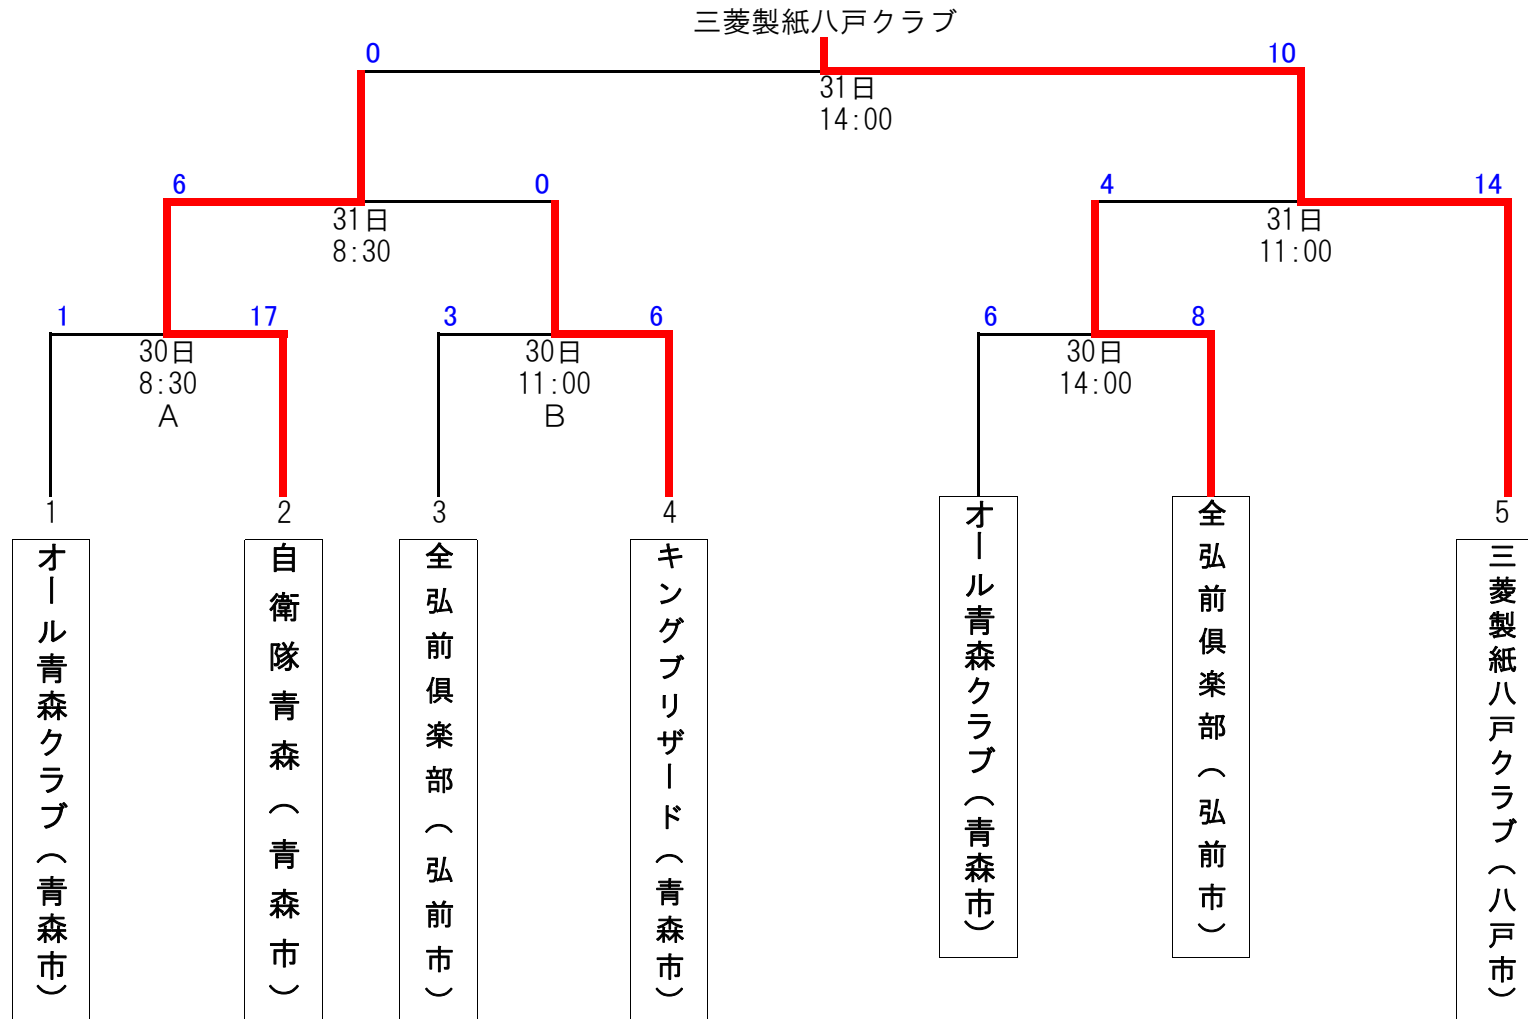 三菱製紙八戸クラブ
0
10
31日
14:00
6
0
4
14
31日
8:30
31日
11:00
1
17
3
6
6
8
30日
8:30
A
30日
11:00
B
30日
14:00
1
2
3
4
5
オール青森クラブ（青森市）
自衛隊青森（青森市）
全弘前倶楽部（弘前市）
キングブリザード（青森市）
オール青森クラブ（青森市）
全弘前倶楽部（弘前市）
三菱製紙八戸クラブ（八戸市）